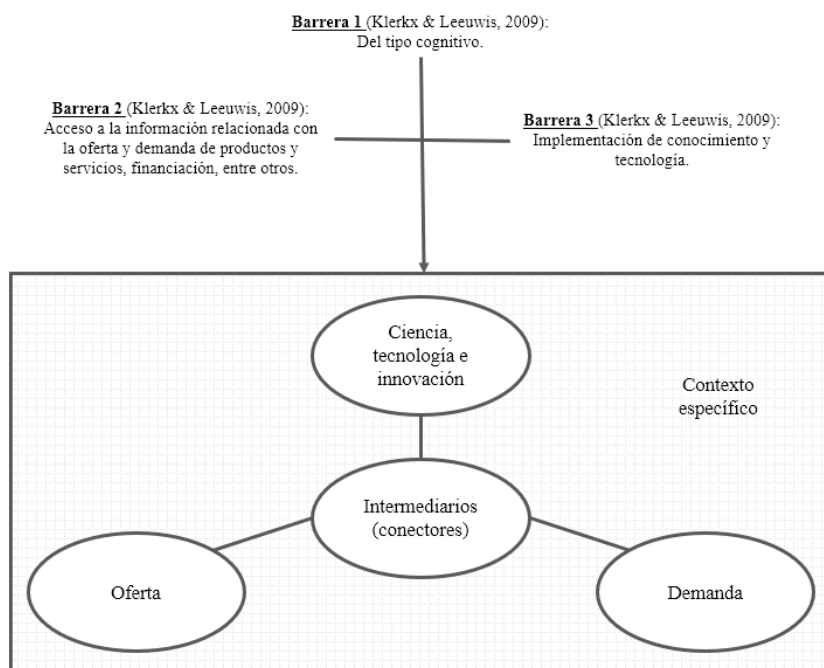 Barrera 1 (Klerkx & Leeuwis, 2009):
Del tipo cognitivo.
Barrera 2 (Klerkx & Leeuwis, 2009):
Acceso a la información relacionada con
la oferta y demanda de productos y
servicios, financiación, entre otros.
Barrera 3 (Klerkx & Leeuwis, 2009):
Implementación de conocimiento y
tecnología.
Ciencia,
tecnología e
innovación
Contexto
específico
Intermediarios
(conectores)
Oferta
Demanda